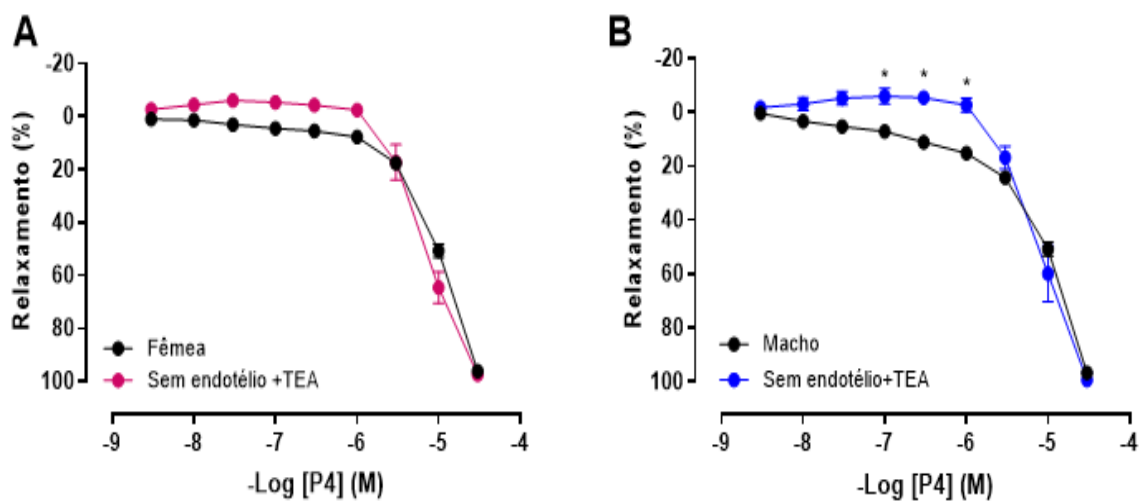 A
-20
0
20
40
60
80
100
Relaxamento (%)
Fêmea
Sem endotélio +TEA
-9 -8 -7 -6 -5 -4
-Log [P4] (M)
B
-20
0
20
40
60
80
100
Relaxamento (%)
* * *
Macho
Sem endotélio+TEA
-9 -8 -7 -6 -5 -4
-Log [P4] (M)